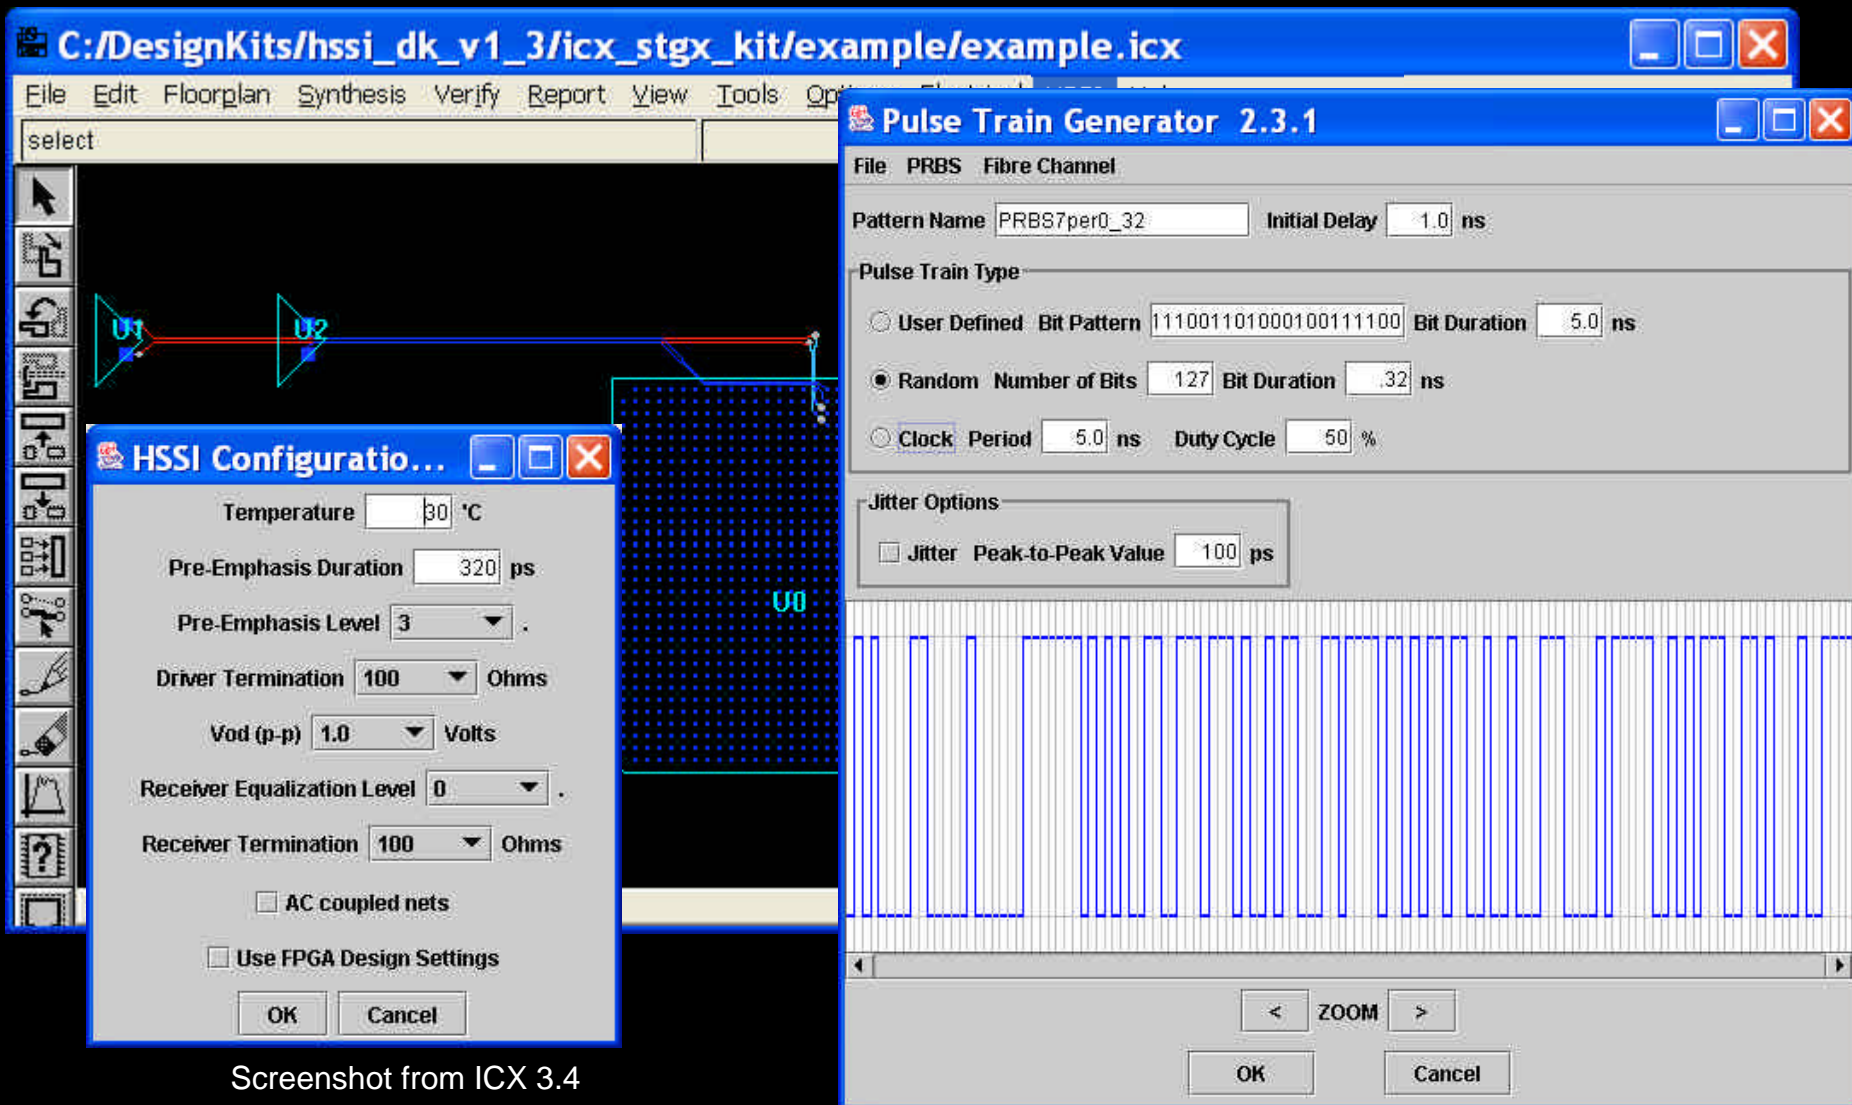 C:/DesignKits/hssi_dk_v1_3/icx_stgx_kit/example/example.icx
File Edit Floorplan Synthesis Verify Report View Tools
select
U1 U2
U0
HSSI Configuratio...
Temperature 30 'C
Pre-Emphasis Duration 320 ps
Pre-Emphasis Level 3 .
Driver Termination 100 Ohms
Vod (p-p) 1.0 Volts
Receiver Equalization Level 0 .
Receiver Termination 100 Ohms
AC coupled nets
Use FPGA Design Settings
OK Cancel
Screenshot from ICX 3.4
Pulse Train Generator 2.3.1
File PRBS Fibre Channel
Pattern Name PRBS7per0_32 Initial Delay 1.0 ns
Pulse Train Type
User Defined Bit Pattern 111001101000100111100 Bit Duration 5.0 ns
Random Number of Bits 127 Bit Duration .32 ns
Clock Period 5.0 ns Duty Cycle 50 %
Jitter Options
Jitter Peak-to-Peak Value 100 ps
< ZOOM >
OK Cancel